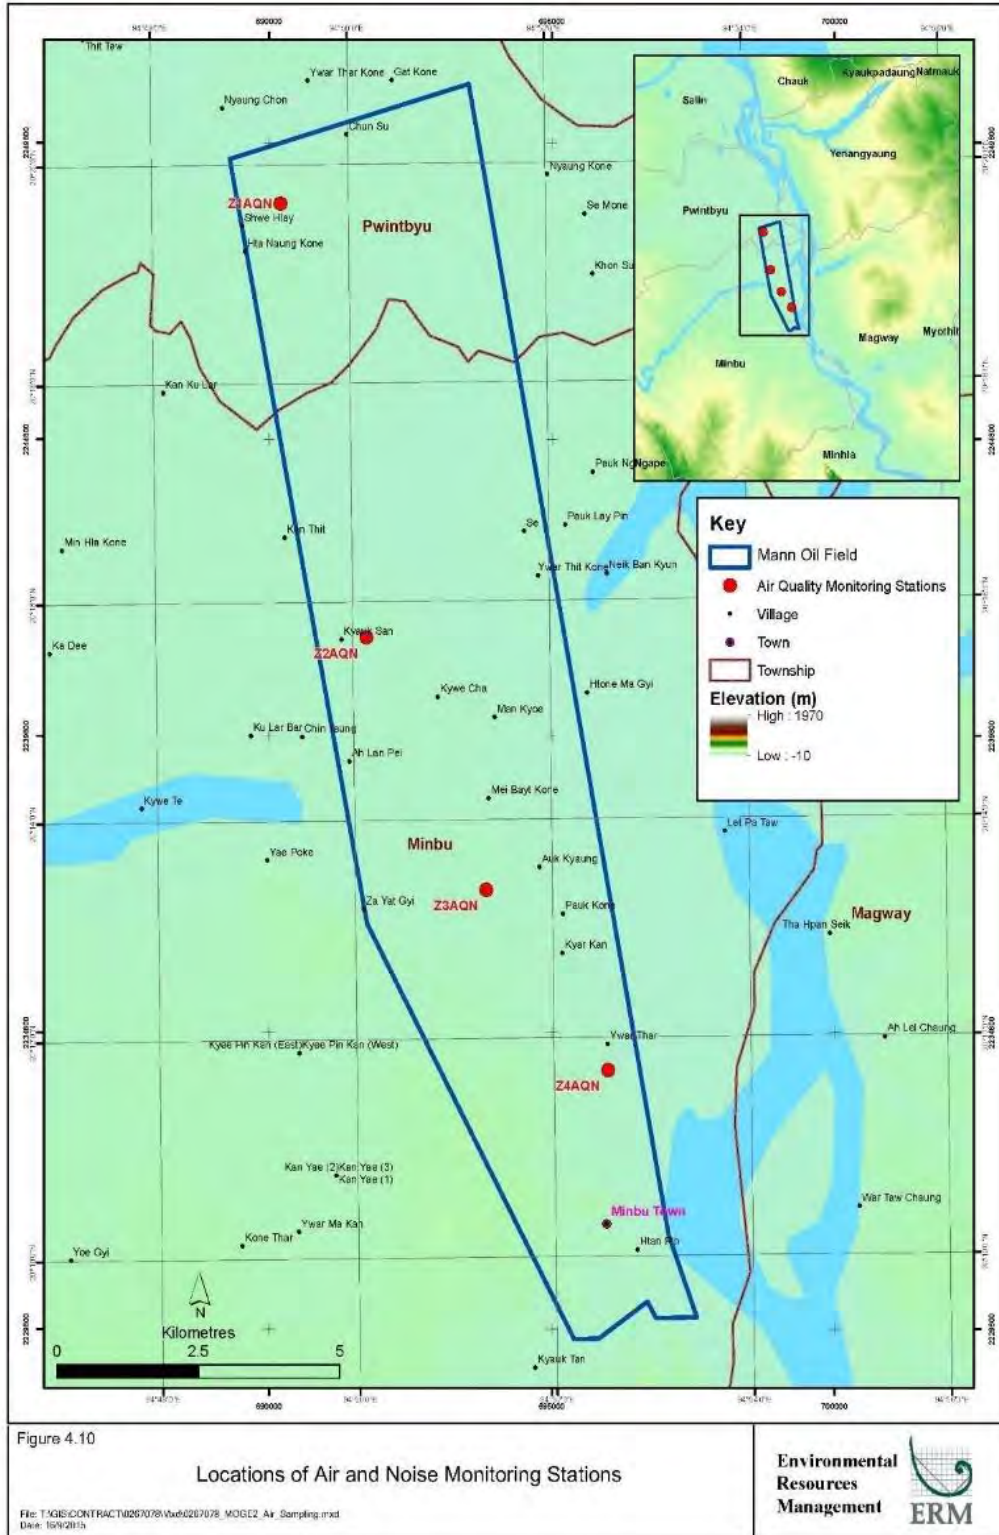 690000
695000
700000
Thit Taw
Ywar Thar Kone
Gat Kone
Nyaung Chon
Chun Su
Nyaung Kone
Z1AQN
Shwe Hlay
Se Mone
Pwintbyu
Hta Naung Kone
Khon Su
Kan Ku Lar
Chauk
Kyaukpadaung
Natmauk
Salin
Yenangyaung
Pwintbyu
Magway
Minbu
Ngape
Minhla
Pauk Lay Pin
Se
Min Hla Kone
Kan Thit
Ywar Thit Kone
Neik Ban Kyun
Key
Mann Oil Field
Air Quality Monitoring Stations
Village
Town
Township
Elevation (m)
High : 1970
Low : -10
Kyauk San
Z2AQN
Ka Dee
Kywe Cha
Htone Ma Gyi
Man Kyoe
Ku Lar Bar
Chin Taung
Ah Lan Pei
Kywe Te
Mei Bayt Kone
Let Pa Taw
Minbu
Yae Poke
Auk Kyaung
Z3AQN
Za Yat Gyi
Pauk Kone
Magway
Tha Hpan Seik
Kyar Kan
Ywar Thar
Ah Lel Chaung
Kyee Pin Kan (East)
Kyee Pin Kan (West)
Z4AQN
Kan Yae (2)
Kan Yae (3)
Kan Yae (1)
War Taw Chaung
Minbu Town
Ywar Ma Kan
Kone Thar
Yoe Gyi
N
Kilometres
0 2.5 5
Kyauk Tan
690000
695000
700000
Figure 4.10
Locations of Air and Noise Monitoring Stations
Environmental
Resources
Management
ERM